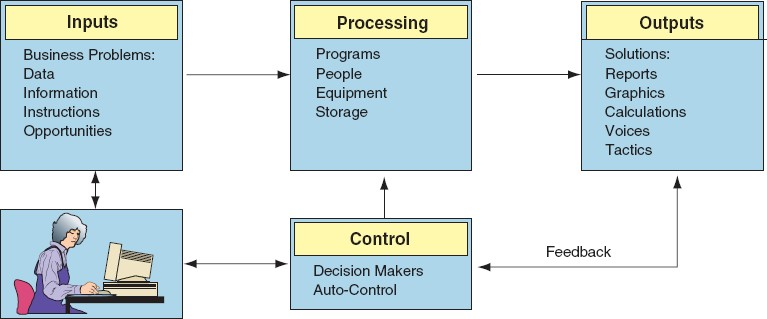 Inputs
Business Problems:
Data
Information
Instructions
Opportunities
Processing
Programs
People
Equipment
Storage
Outputs
Solutions:
Reports
Graphics
Calculations
Voices
Tactics
Control
Decision Makers
Auto-Control
Feedback